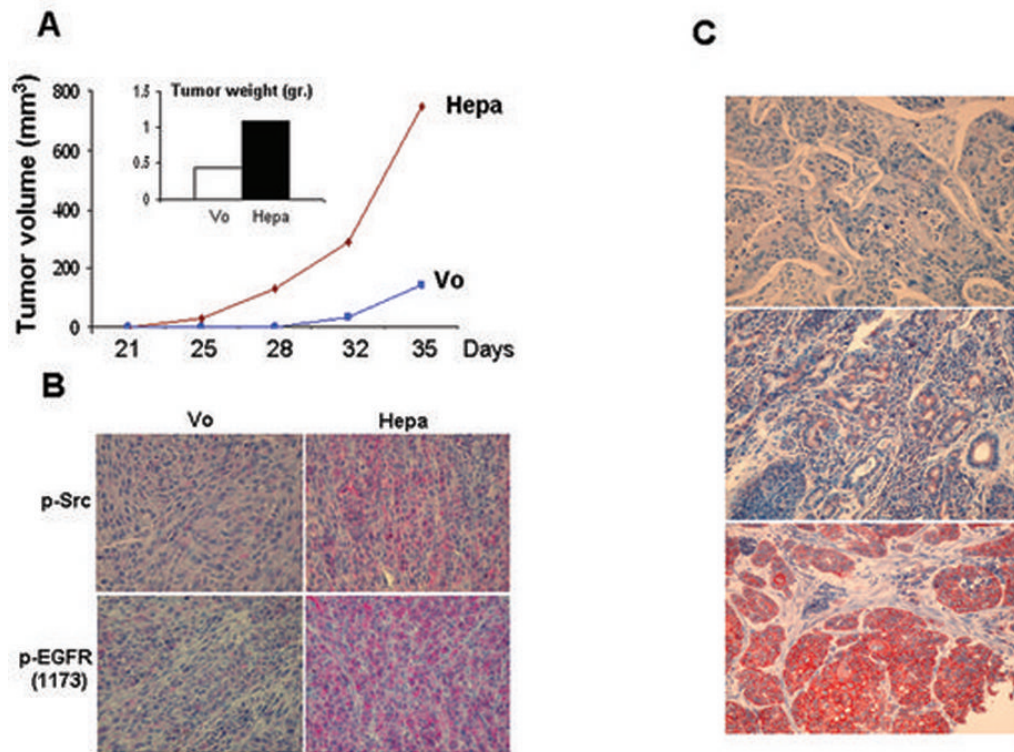 A
C
Tumor volume (mm³)
800
600
400
200
0
21 25 28 32 35 Days
Tumor weight (gr.)
1.5
1
0.5
0
Vo Hepa
Hepa
Vo
B
Vo Hepa
p-Src
p-EGFR
(1173)